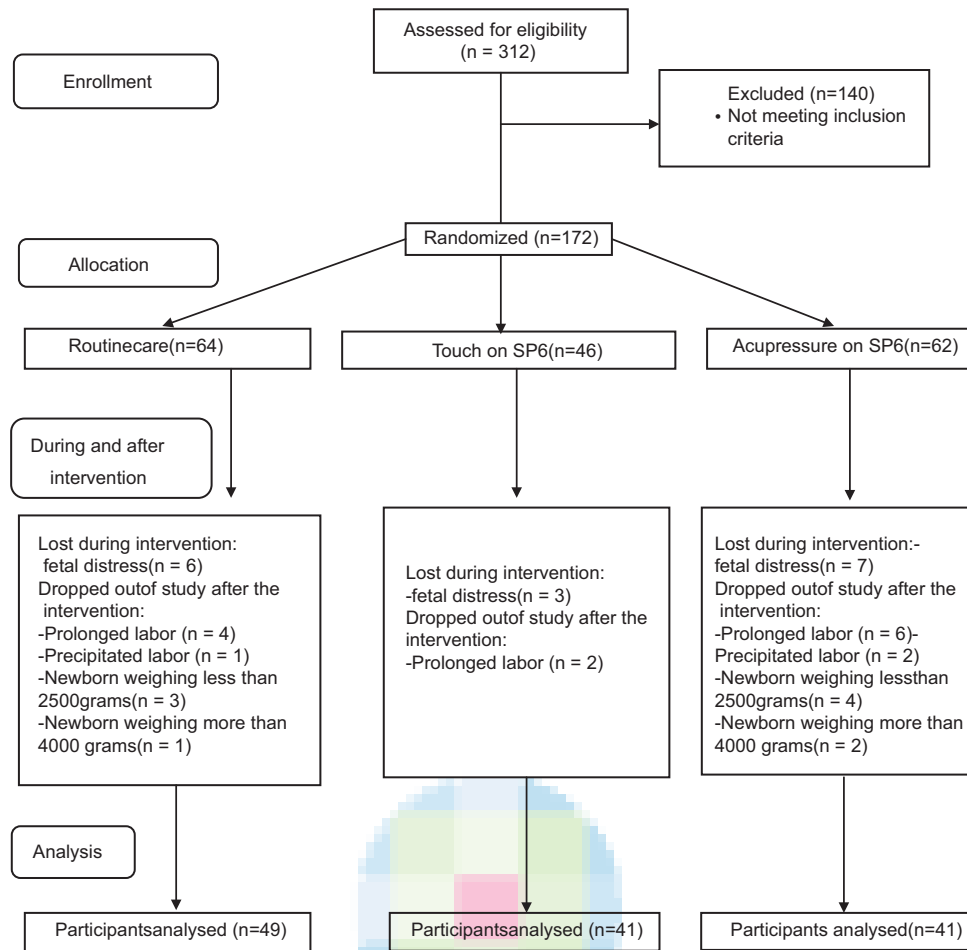 Assessed for eligibility
(n = 312)
Enrollment
Excluded (n=140)
• Not meeting inclusion
criteria
Randomized (n=172)
Allocation
Routinecare(n=64)
Touch on SP6(n=46)
Acupressure on SP6(n=62)
During and after
intervention
Lost during intervention:
fetal distress(n = 6)
Dropped outof study after the
intervention:
-Prolonged labor (n = 4)
-Precipitated labor (n = 1)
-Newborn weighing less than
2500grams(n = 3)
-Newborn weighing more than
4000 grams(n = 1)
Lost during intervention:
-fetal distress(n = 3)
Dropped outof study after the
intervention:
-Prolonged labor (n = 2)
Lost during intervention:-
fetal distress(n = 7)
Dropped outof study after the
intervention:
-Prolonged labor (n = 6)-
Precipitated labor (n = 2)
-Newborn weighing lessthan
2500grams(n = 4)
-Newborn weighing more than
4000 grams(n = 2)
Analysis
Participantsanalysed (n=49)
Participantsanalysed (n=41)
Participants analysed(n=41)